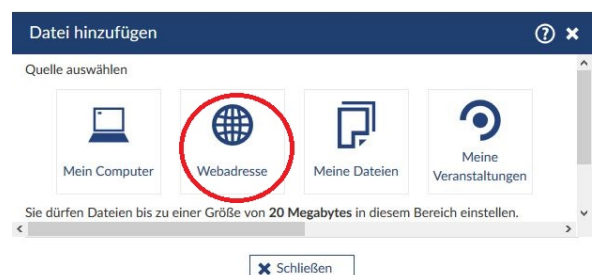 Datei hinzufügen
Quelle auswählen
Mein Computer
Webadresse
Meine Dateien
Meine
Veranstaltungen
Sie dürfen Dateien bis zu einer Größe von 20 Megabytes in diesem Bereich einstellen.
Schließen